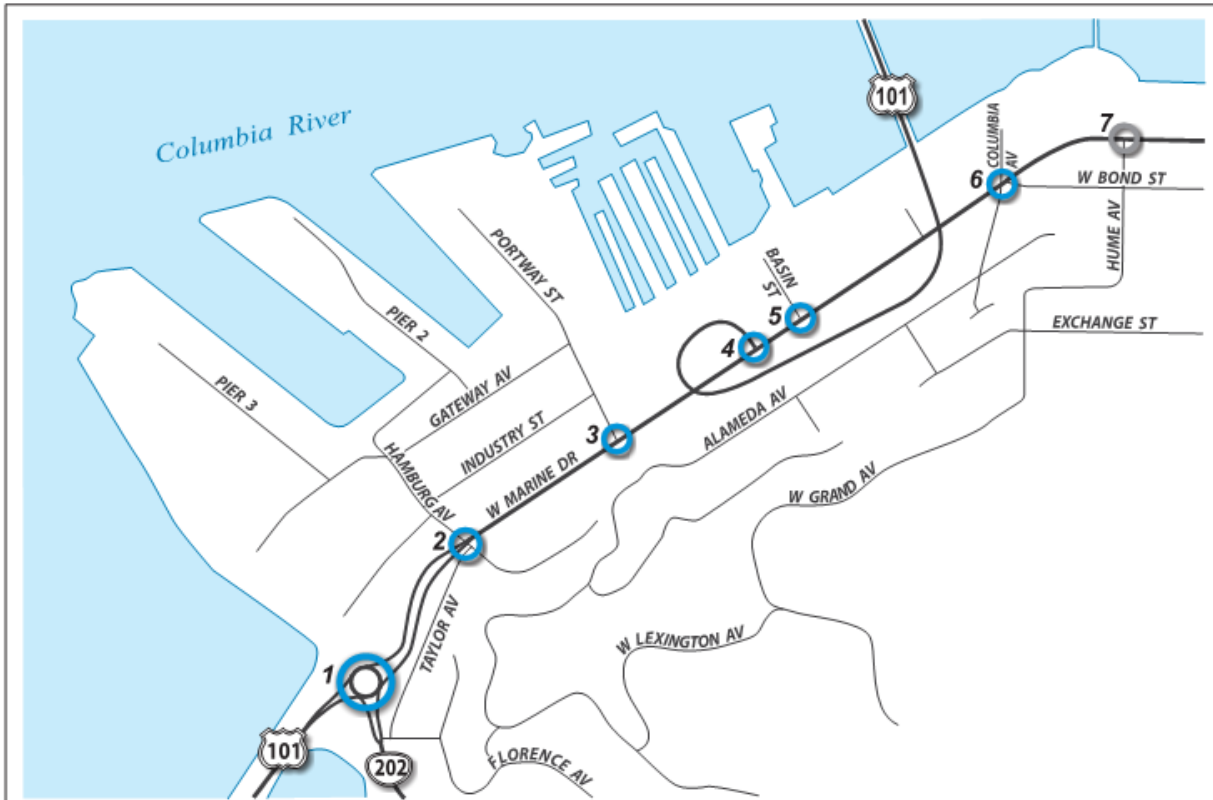 Columbia River
101
7
COLUMBIA
AV
6
W BOND ST
HUME AV
PORTWAY ST
BASIN
ST
5
EXCHANGE ST
PIER 2
4
GATEWAY AV
PIER 3
ALAMEDA AV
3
INDUSTRY ST
HAMBURG AV
W MARINE DR
W GRAND AV
2
TAYLOR AV
W LEXINGTON AV
1
101
202
FLORENCE AV